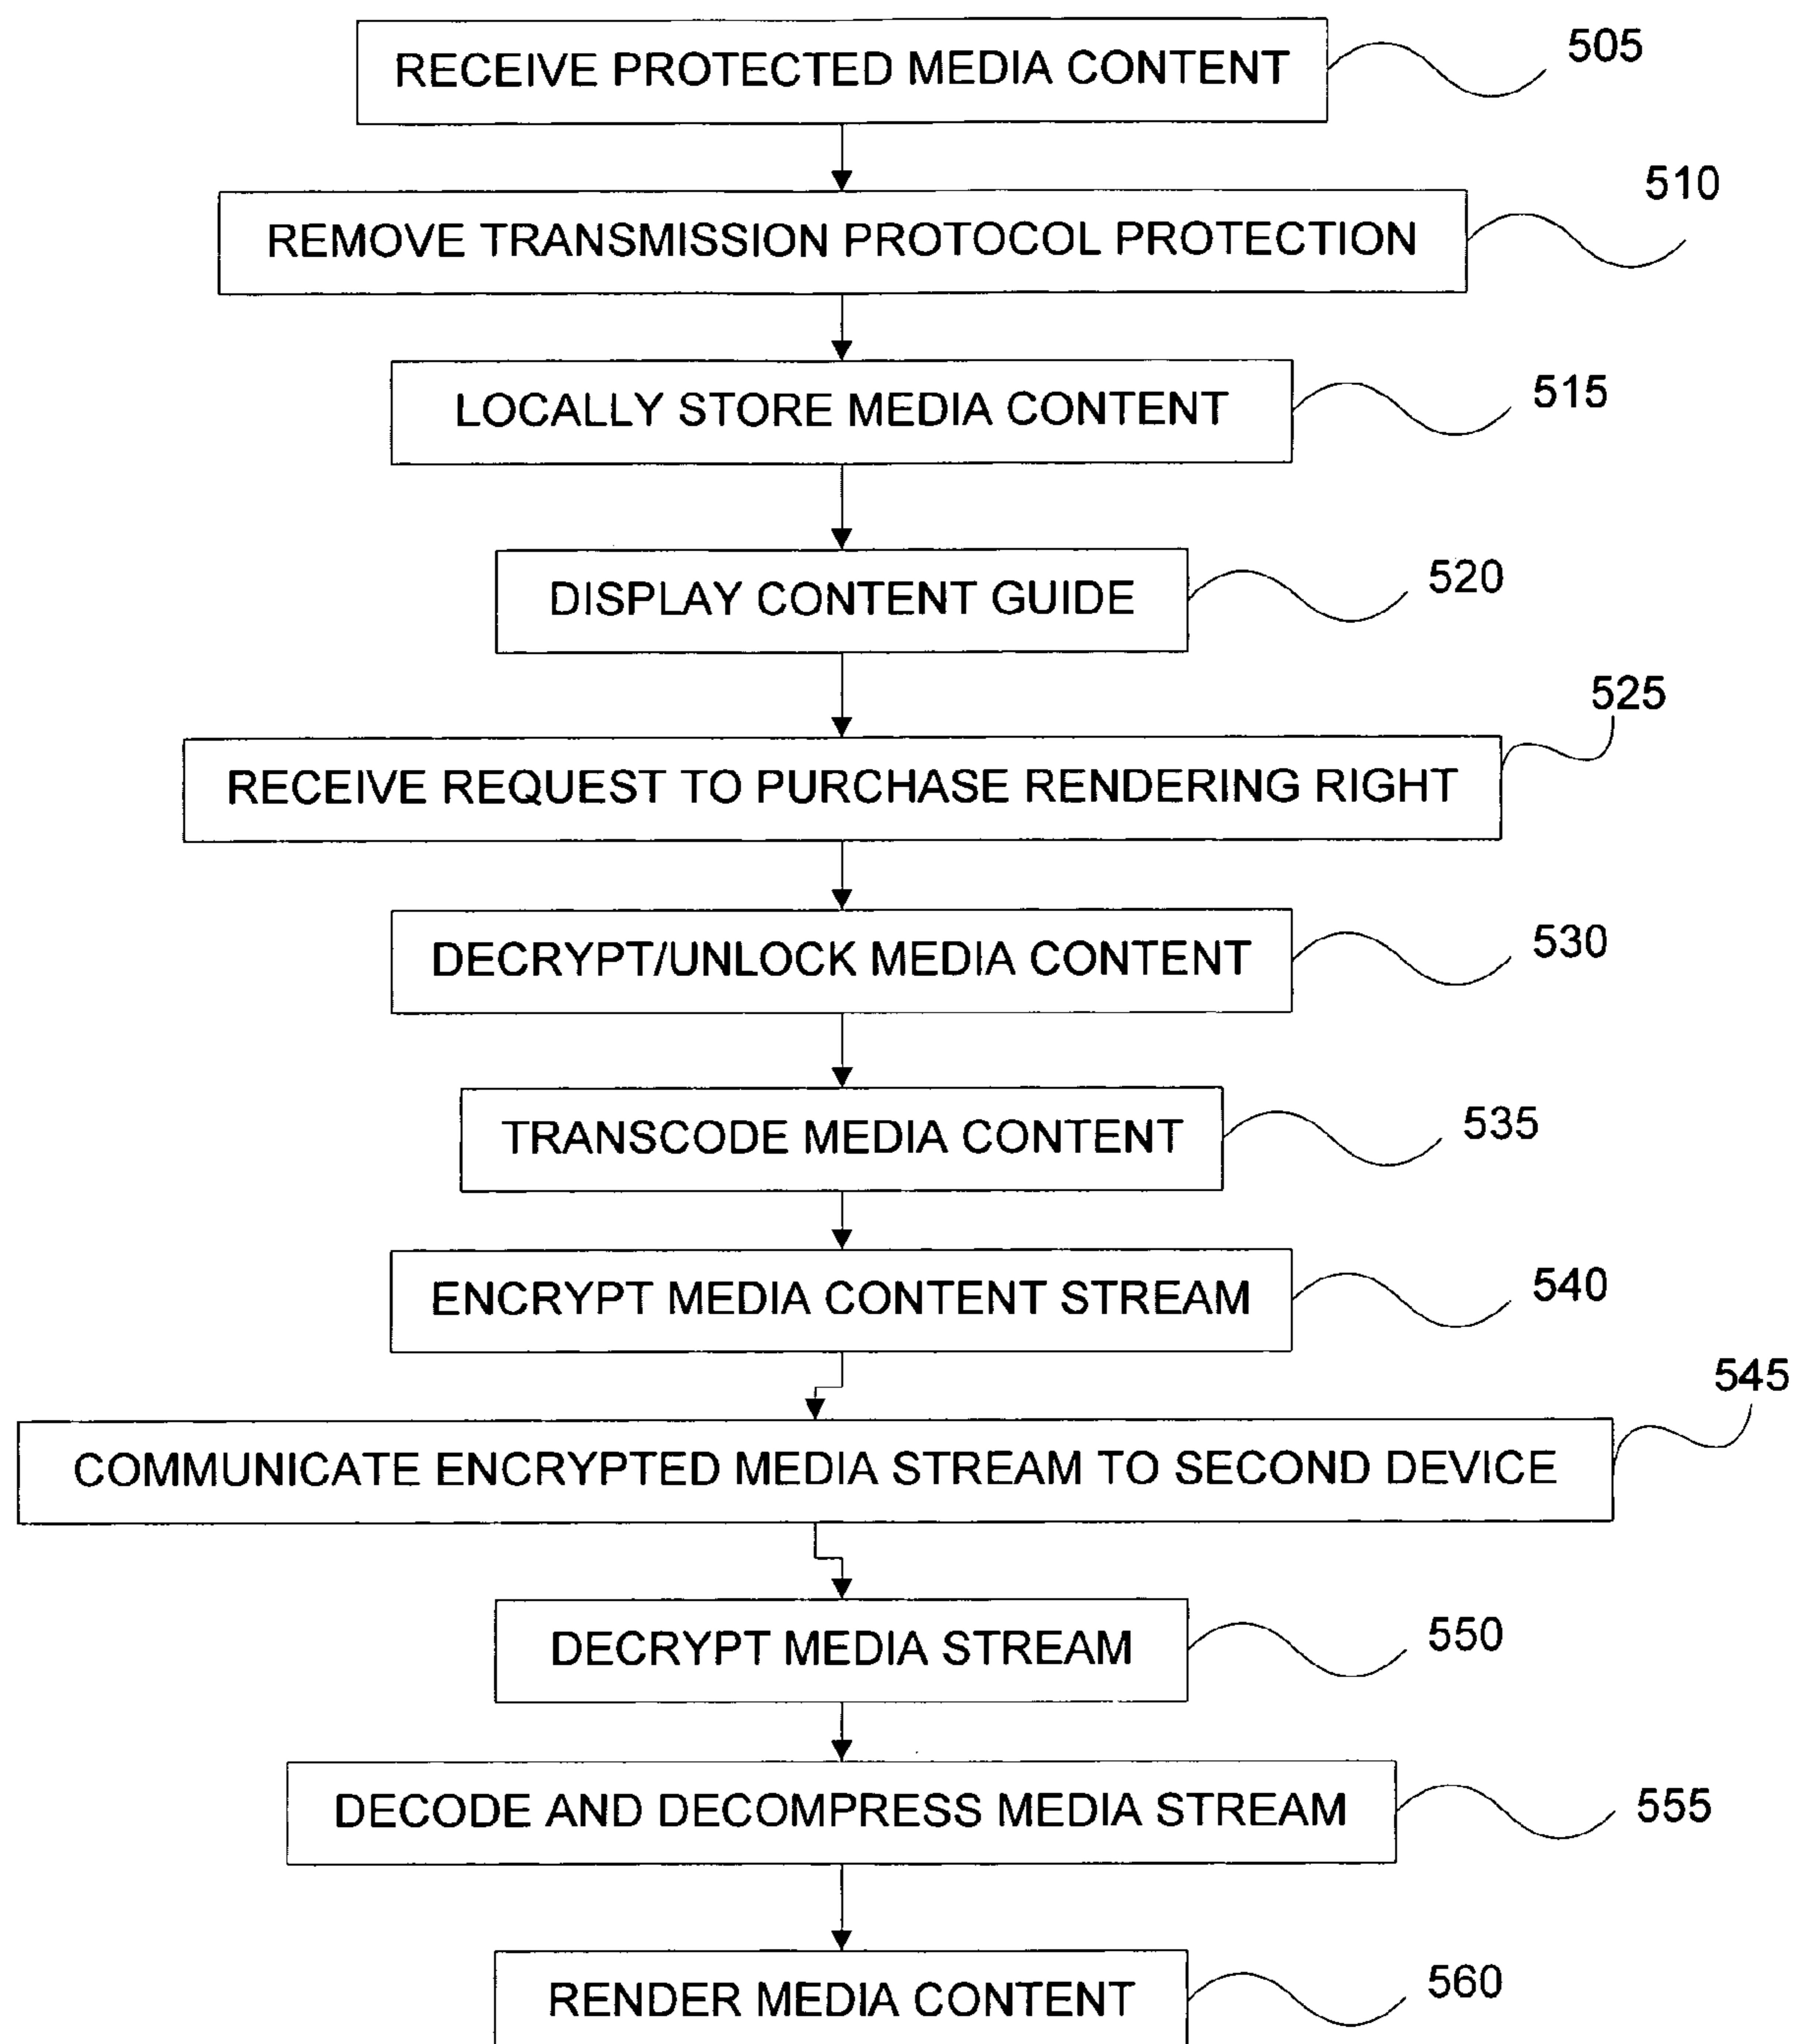 RECEIVE PROTECTED MEDIA CONTENT
505
REMOVE TRANSMISSION PROTOCOL PROTECTION
510
LOCALLY STORE MEDIA CONTENT
515
DISPLAY CONTENT GUIDE
520
RECEIVE REQUEST TO PURCHASE RENDERING RIGHT
525
DECRYPT/UNLOCK MEDIA CONTENT
530
TRANSCODE MEDIA CONTENT
535
ENCRYPT MEDIA CONTENT STREAM
540
COMMUNICATE ENCRYPTED MEDIA STREAM TO SECOND DEVICE
545
DECRYPT MEDIA STREAM
550
DECODE AND DECOMPRESS MEDIA STREAM
555
RENDER MEDIA CONTENT
560